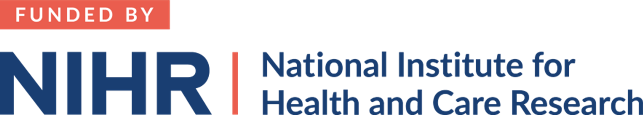 FUNDED BY
NIHR
National Institute for
Health and Care Research